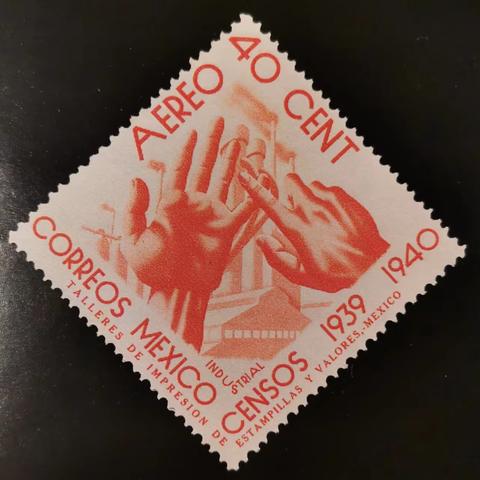 AEREO
40 CENT
CORREOS MEXICO
INDUSTRIAL
CENSOS 1939 1940
TALLERES DE IMPRESION DE
ESTAMPILLAS Y VALORES,-MEXICO